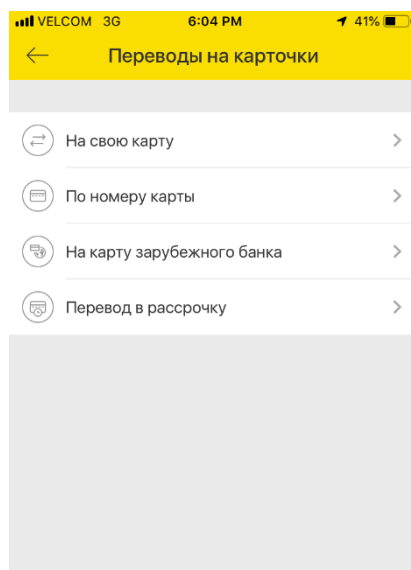 VELCOM 3G 6:04 PM 41%
Переводы на карточки
На свою карту
По номеру карты
На карту зарубежного банка
Перевод в рассрочку